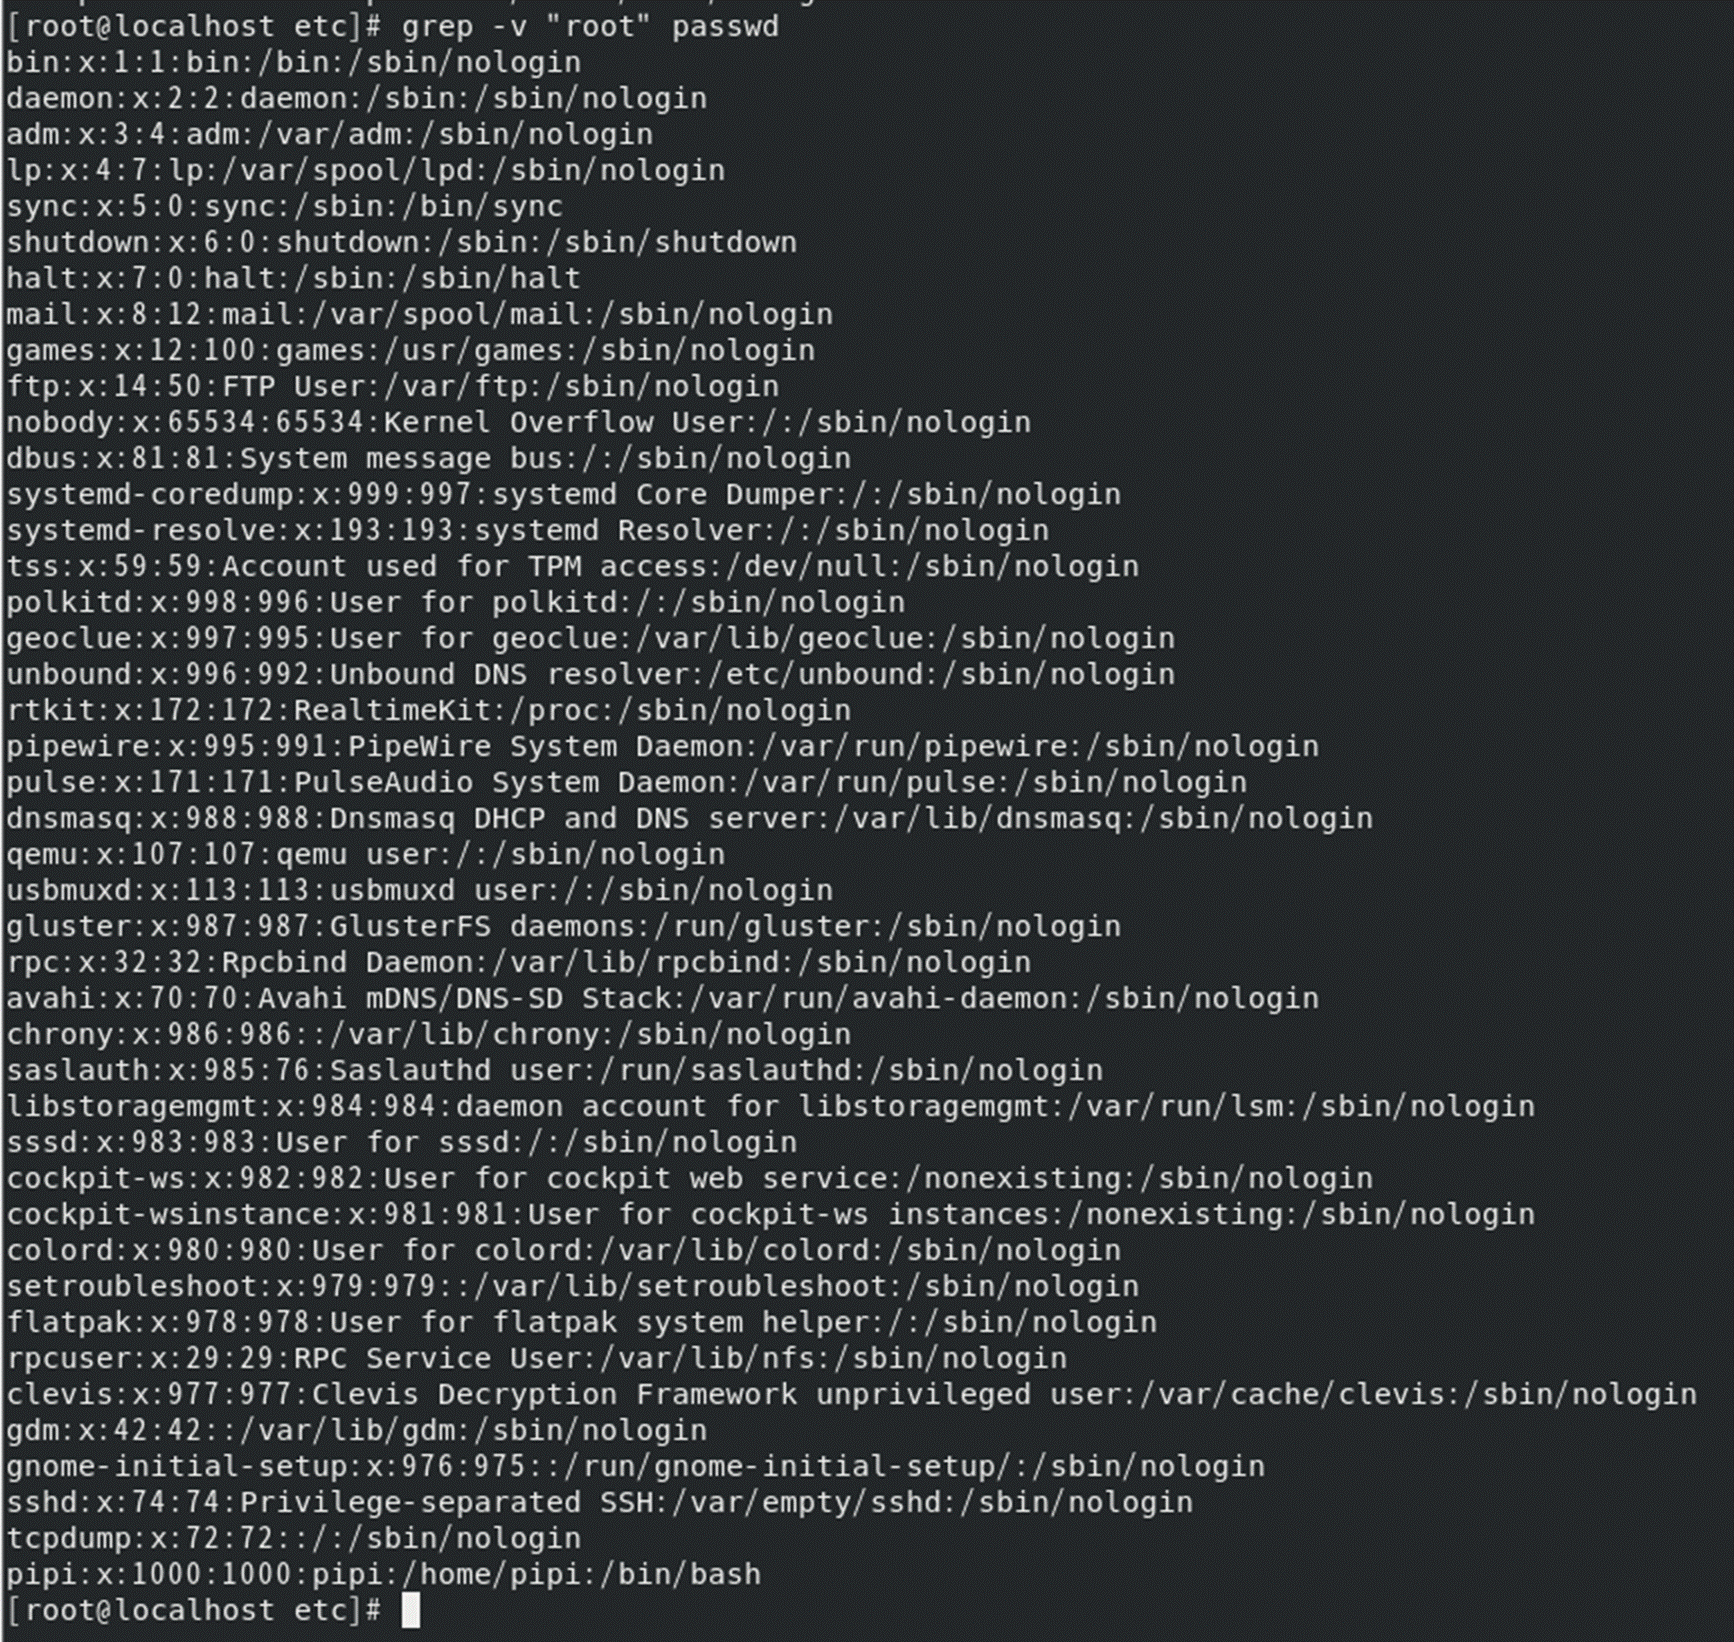 [root@localhost etc]# grep -v "root" passwd
bin:x:1:1:bin:/bin:/sbin/nologin
daemon:x:2:2:daemon:/sbin:/sbin/nologin
adm:x:3:4:adm:/var/adm:/sbin/nologin
lp:x:4:7:lp:/var/spool/lpd:/sbin/nologin
sync:x:5:0:sync:/sbin:/bin/sync
shutdown:x:6:0:shutdown:/sbin:/sbin/shutdown
halt:x:7:0:halt:/sbin:/sbin/halt
mail:x:8:12:mail:/var/spool/mail:/sbin/nologin
games:x:12:100:games:/usr/games:/sbin/nologin
ftp:x:14:50:FTP User:/var/ftp:/sbin/nologin
nobody:x:65534:65534:Kernel Overflow User:/:/sbin/nologin
dbus:x:81:81:System message bus:/:/sbin/nologin
systemd-coredump:x:999:997:systemd Core Dumper:/:/sbin/nologin
systemd-resolve:x:193:193:systemd Resolver:/:/sbin/nologin
tss:x:59:59:Account used for TPM access:/dev/null:/sbin/nologin
polkitd:x:998:996:User for polkitd:/:/sbin/nologin
geoclue:x:997:995:User for geoclue:/var/lib/geoclue:/sbin/nologin
unbound:x:996:992:Unbound DNS resolver:/etc/unbound:/sbin/nologin
rtkit:x:172:172:RealtimeKit:/proc:/sbin/nologin
pipewire:x:995:991:PipeWire System Daemon:/var/run/pipewire:/sbin/nologin
pulse:x:171:171:PulseAudio System Daemon:/var/run/pulse:/sbin/nologin
dnsmasq:x:988:988:Dnsmasq DHCP and DNS server:/var/lib/dnsmasq:/sbin/nologin
qemu:x:107:107:qemu user:/:/sbin/nologin
usbmuxd:x:113:113:usbmuxd user:/:/sbin/nologin
gluster:x:987:987:GlusterFS daemons:/run/gluster:/sbin/nologin
rpc:x:32:32:Rpcbind Daemon:/var/lib/rpcbind:/sbin/nologin
avahi:x:70:70:Avahi mDNS/DNS-SD Stack:/var/run/avahi-daemon:/sbin/nologin
chrony:x:986:986::/var/lib/chrony:/sbin/nologin
saslauth:x:985:76:Saslauthd user:/run/saslauthd:/sbin/nologin
libstoragemgmt:x:984:984:daemon account for libstoragemgmt:/var/run/lsm:/sbin/nologin
sssd:x:983:983:User for sssd:/:/sbin/nologin
cockpit-ws:x:982:982:User for cockpit web service:/nonexisting:/sbin/nologin
cockpit-wsinstance:x:981:981:User for cockpit-ws instances:/nonexisting:/sbin/nologin
colord:x:980:980:User for colord:/var/lib/colord:/sbin/nologin
setroubleshoot:x:979:979::/var/lib/setroubleshoot:/sbin/nologin
flatpak:x:978:978:User for flatpak system helper:/:/sbin/nologin
rpcuser:x:29:29:RPC Service User:/var/lib/nfs:/sbin/nologin
clevis:x:977:977:Clevis Decryption Framework unprivileged user:/var/cache/clevis:/sbin/nologin
gdm:x:42:42::/var/lib/gdm:/sbin/nologin
gnome-initial-setup:x:976:975::/run/gnome-initial-setup/:/sbin/nologin
sshd:x:74:74:Privilege-separated SSH:/var/empty/sshd:/sbin/nologin
tcpdump:x:72:72::/:/sbin/nologin
pipi:x:1000:1000:pipi:/home/pipi:/bin/bash
[root@localhost etc]#